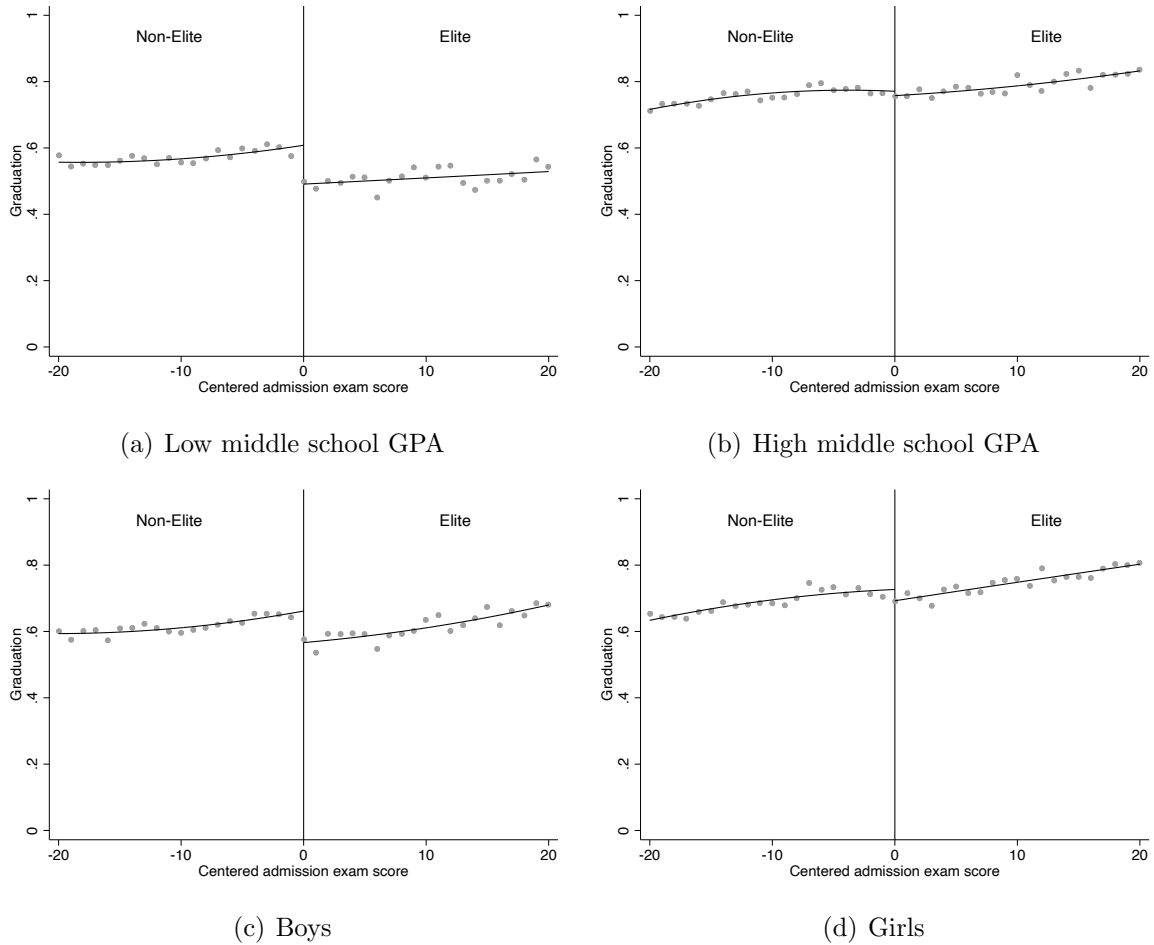 Non-Elite Elite
Graduation
0 .2 .4 .6 .8 1
-20 -10 0 10 20
Centered admission exam score
(a) Low middle school GPA
Non-Elite Elite
Graduation
0 .2 .4 .6 .8 1
-20 -10 0 10 20
Centered admission exam score
(b) High middle school GPA
Non-Elite Elite
Graduation
0 .2 .4 .6 .8 1
-20 -10 0 10 20
Centered admission exam score
(c) Boys
Non-Elite Elite
Graduation
0 .2 .4 .6 .8 1
-20 -10 0 10 20
Centered admission exam score
(d) Girls